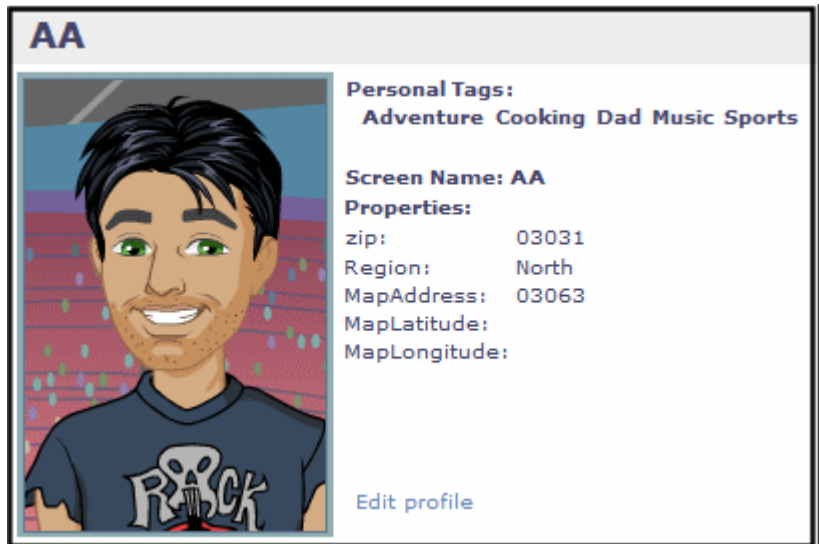 AA
Personal Tags:
Adventure Cooking Dad Music Sports
Screen Name: AA
Properties:
zip: 03031
Region: North
MapAddress: 03063
MapLatitude:
MapLongitude:
ROCK
Edit profile